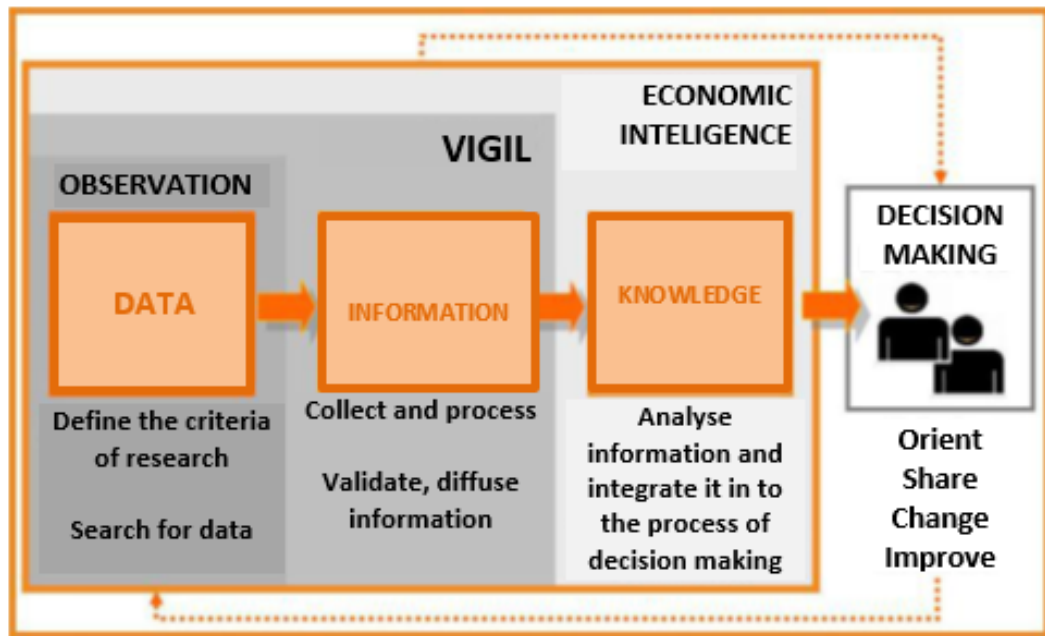 ECONOMIC
INTELIGENCE
VIGIL
OBSERVATION
DATA
INFORMATION
KNOWLEDGE
DECISION
MAKING
Define the criteria
of research
Search for data
Collect and process
Validate, diffuse
information
Analyse
information and
integrate it in to
the process of
decision making
Orient
Share
Change
Improve